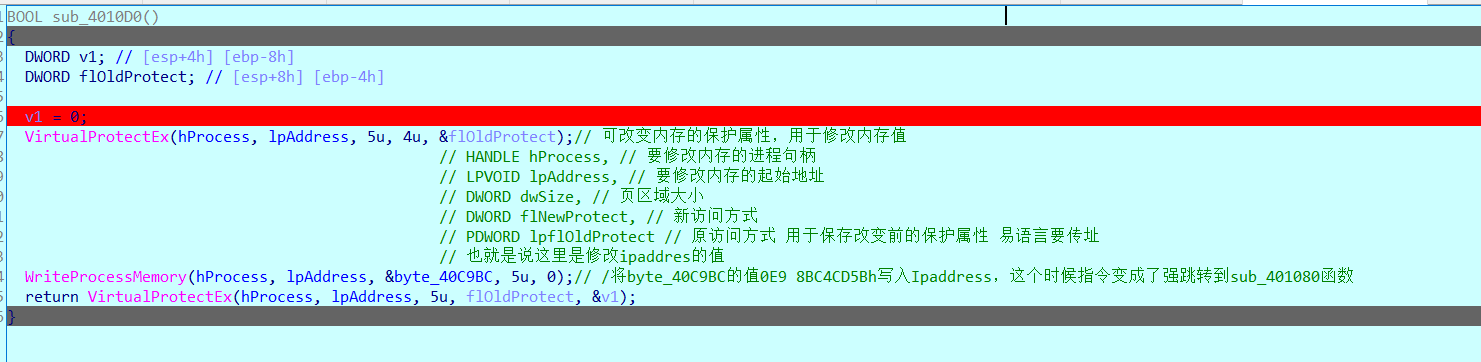 BOOL sub_4010D0()
{
DWORD v1; // [esp+4h] [ebp-8h]
DWORD flOldProtect; // [esp+8h] [ebp-4h]
v1 = 0;
VirtualProtectEx(hProcess, lpAddress, 5u, 4u, &flOldProtect);// 可改变内存的保护属性，用于修改内存值
// HANDLE hProcess, // 要修改内存的进程句柄
// LPVOID lpAddress, // 要修改内存的起始地址
// DWORD dwSize, // 页区域大小
// DWORD flNewProtect, // 新访问方式
// PDWORD lpflOldProtect // 原访问方式 用于保存改变前的保护属性 易语言要传址
// 也就是说这里是修改ipaddres的值
WriteProcessMemory(hProcess, lpAddress, &byte_40C9BC, 5u, 0);// /将byte_40C9BC的值0E9 8BC4CD5Bh写入Ipaddress，这个时候指令变成了强跳转到sub_401080函数
return VirtualProtectEx(hProcess, lpAddress, 5u, flOldProtect, &v1);
}